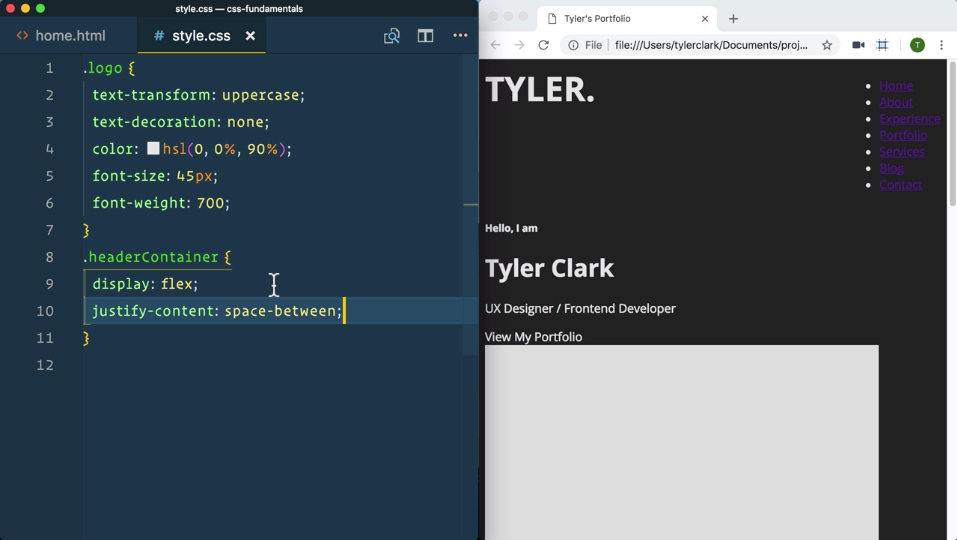 style.css — css-fundamentals
<> home.html
# style.css ×
1 .logo {
2 text-transform: uppercase;
3 text-decoration: none;
4 color: hsl(0, 0%, 90%);
5 font-size: 45px;
6 font-weight: 700;
7 }
8 .headerContainer {
9 display: flex;
10 justify-content: space-between;
11 }
12
Tyler's Portfolio
File file:///Users/tylerclark/Documents/proj...
T
TYLER.
Home
About
Experience
Portfolio
Services
Blog
Contact
Hello, I am
Tyler Clark
UX Designer / Frontend Developer
View My Portfolio